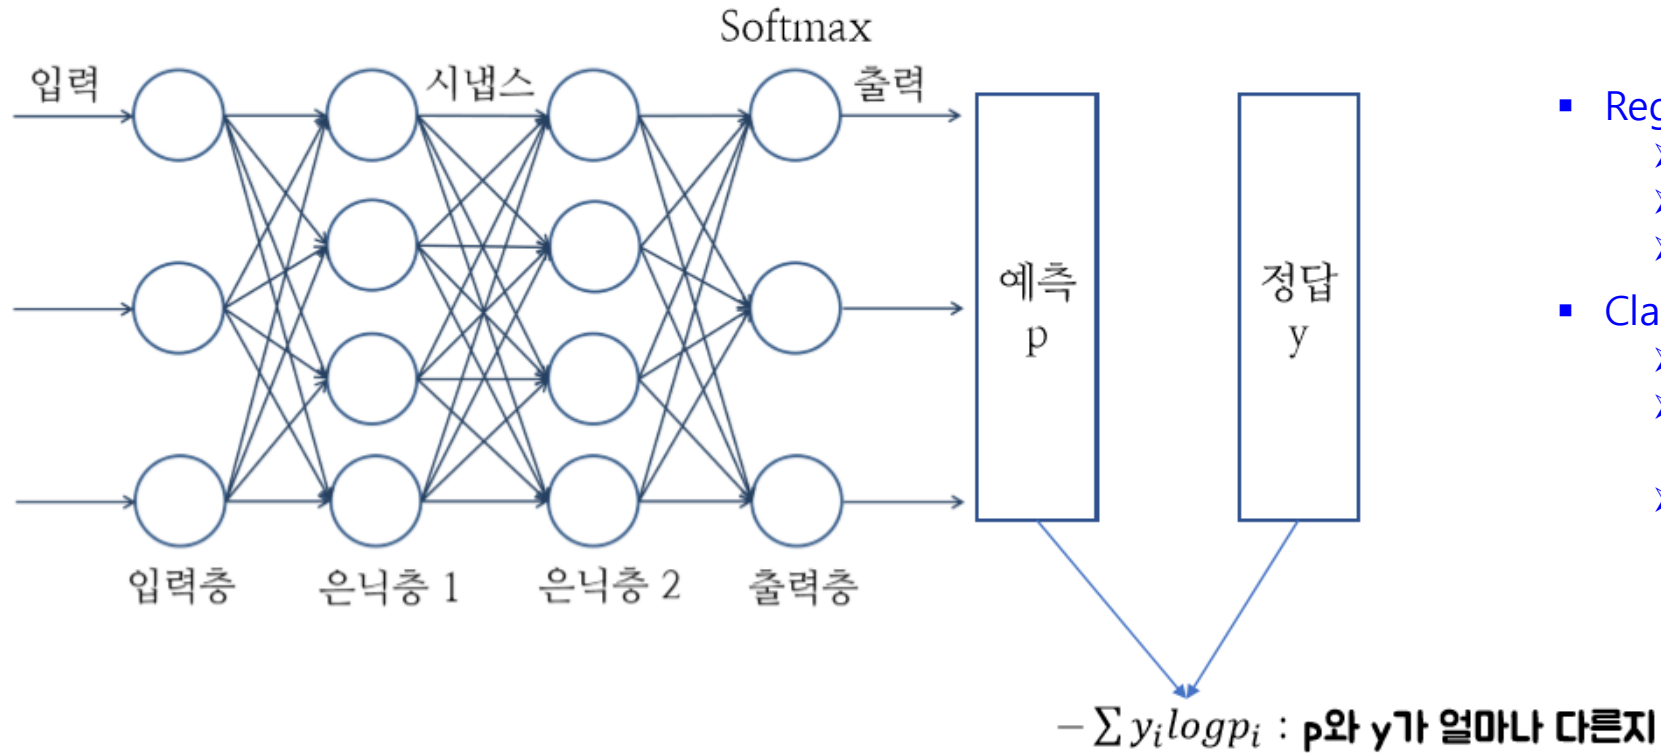 Softmax
입력
시냅스
출력
예측
p
정답
y
입력층
은닉층 1
은닉층 2
출력층
− ∑ yᵢlogpᵢ : p와 y가 얼마나 다른지
▪ Reg
▪ Cla